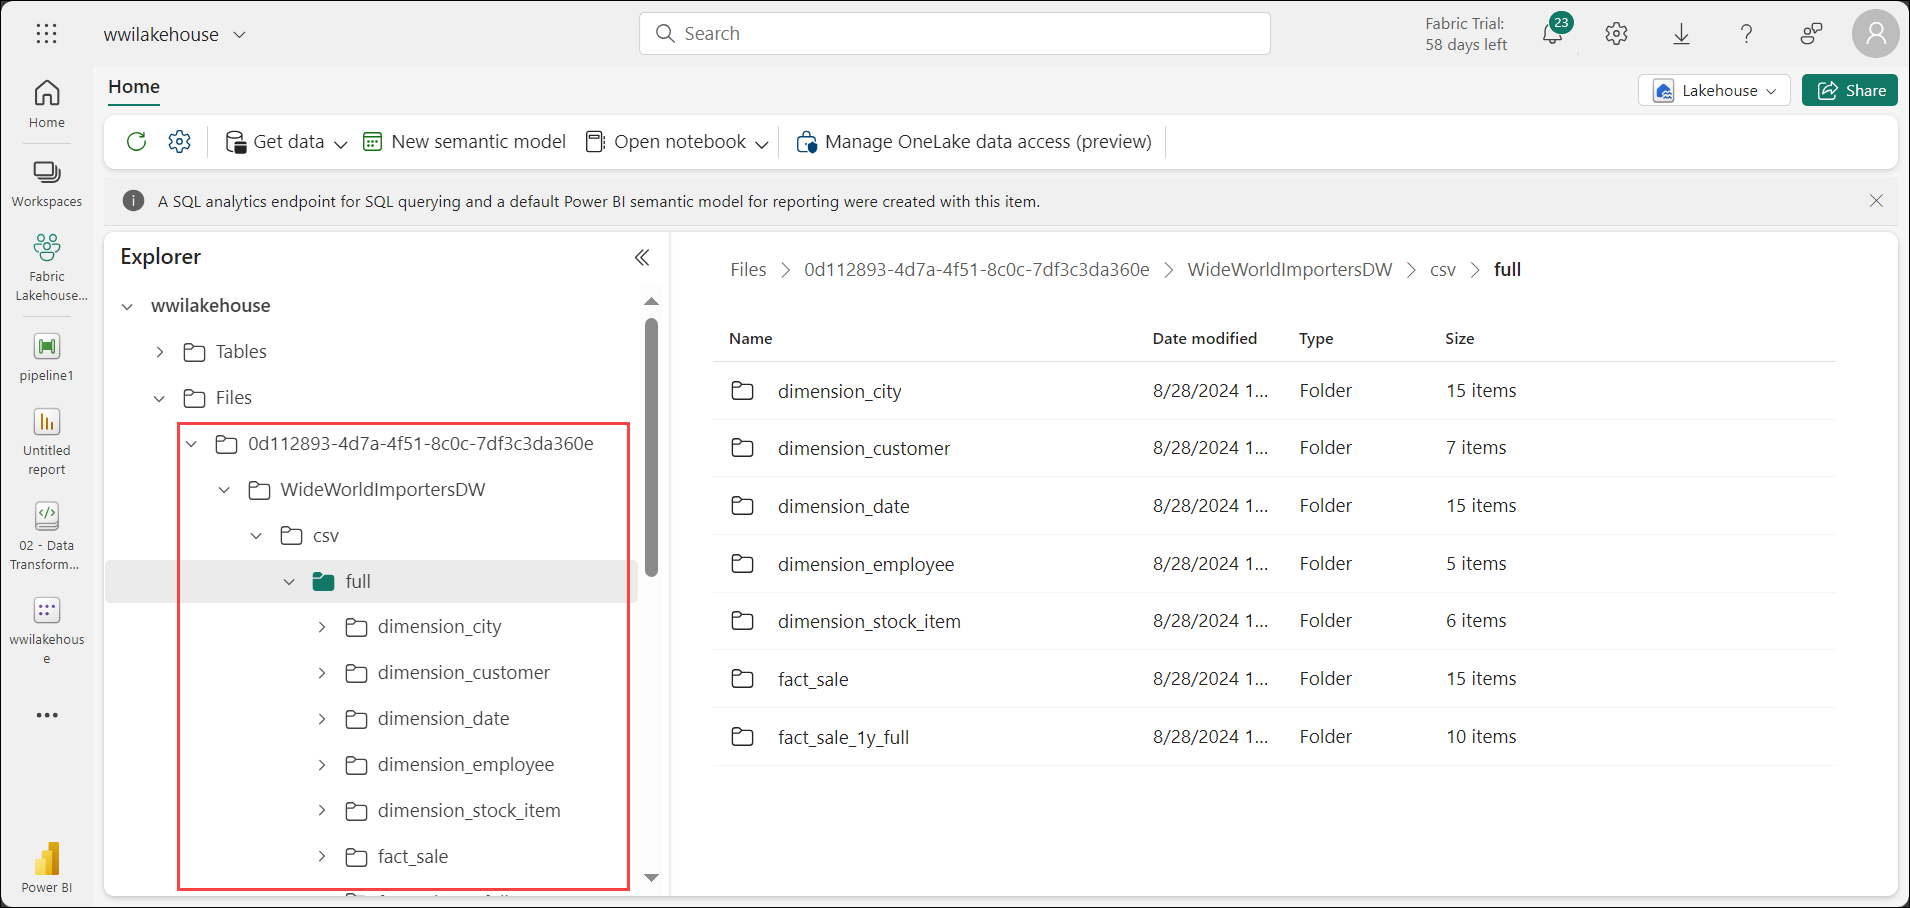 wwilakehouse
Search
Fabric Trial:
58 days left
23
Home
Workspaces
Fabric
Lakehouse...
pipeline1
Untitled
report
02 - Data
Transform...
wwilakehous
e
Power BI
Home
Lakehouse
Share
Get data
New semantic model
Open notebook
Manage OneLake data access (preview)
A SQL analytics endpoint for SQL querying and a default Power BI semantic model for reporting were created with this item.
Explorer
wwilakehouse
Tables
Files
0d112893-4d7a-4f51-8c0c-7df3c3da360e
WideWorldImportersDW
csv
full
dimension_city
dimension_customer
dimension_date
dimension_employee
dimension_stock_item
fact_sale
Files > 0d112893-4d7a-4f51-8c0c-7df3c3da360e > WideWorldImportersDW > csv > full
Name Date modified Type Size
dimension_city 8/28/2024 1... Folder 15 items
dimension_customer 8/28/2024 1... Folder 7 items
dimension_date 8/28/2024 1... Folder 15 items
dimension_employee 8/28/2024 1... Folder 5 items
dimension_stock_item 8/28/2024 1... Folder 6 items
fact_sale 8/28/2024 1... Folder 15 items
fact_sale_1y_full 8/28/2024 1... Folder 10 items